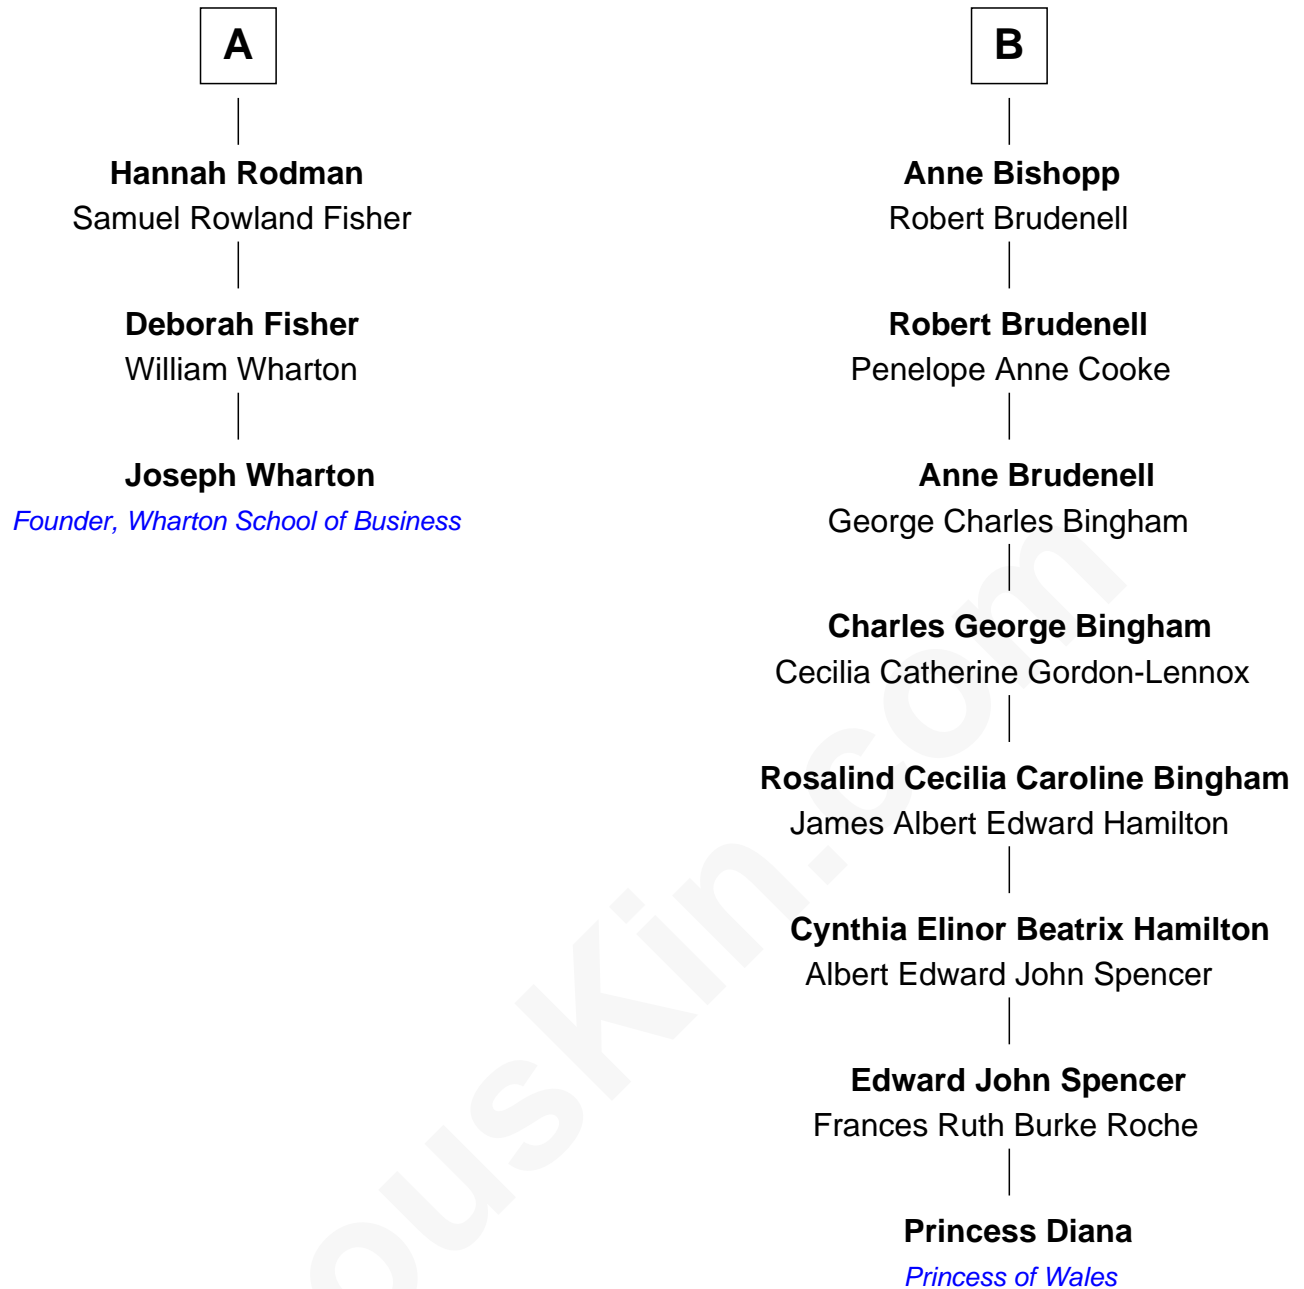 A
Hannah Rodman
Samuel Rowland Fisher
Deborah Fisher
William Wharton
Joseph Wharton
Founder, Wharton School of Business
B
Anne Bishopp
Robert Brudenell
Robert Brudenell
Penelope Anne Cooke
Anne Brudenell
George Charles Bingham
Charles George Bingham
Cecilia Catherine Gordon-Lennox
Rosalind Cecilia Caroline Bingham
James Albert Edward Hamilton
Cynthia Elinor Beatrix Hamilton
Albert Edward John Spencer
Edward John Spencer
Frances Ruth Burke Roche
Princess Diana
Princess of Wales
ousKin.com